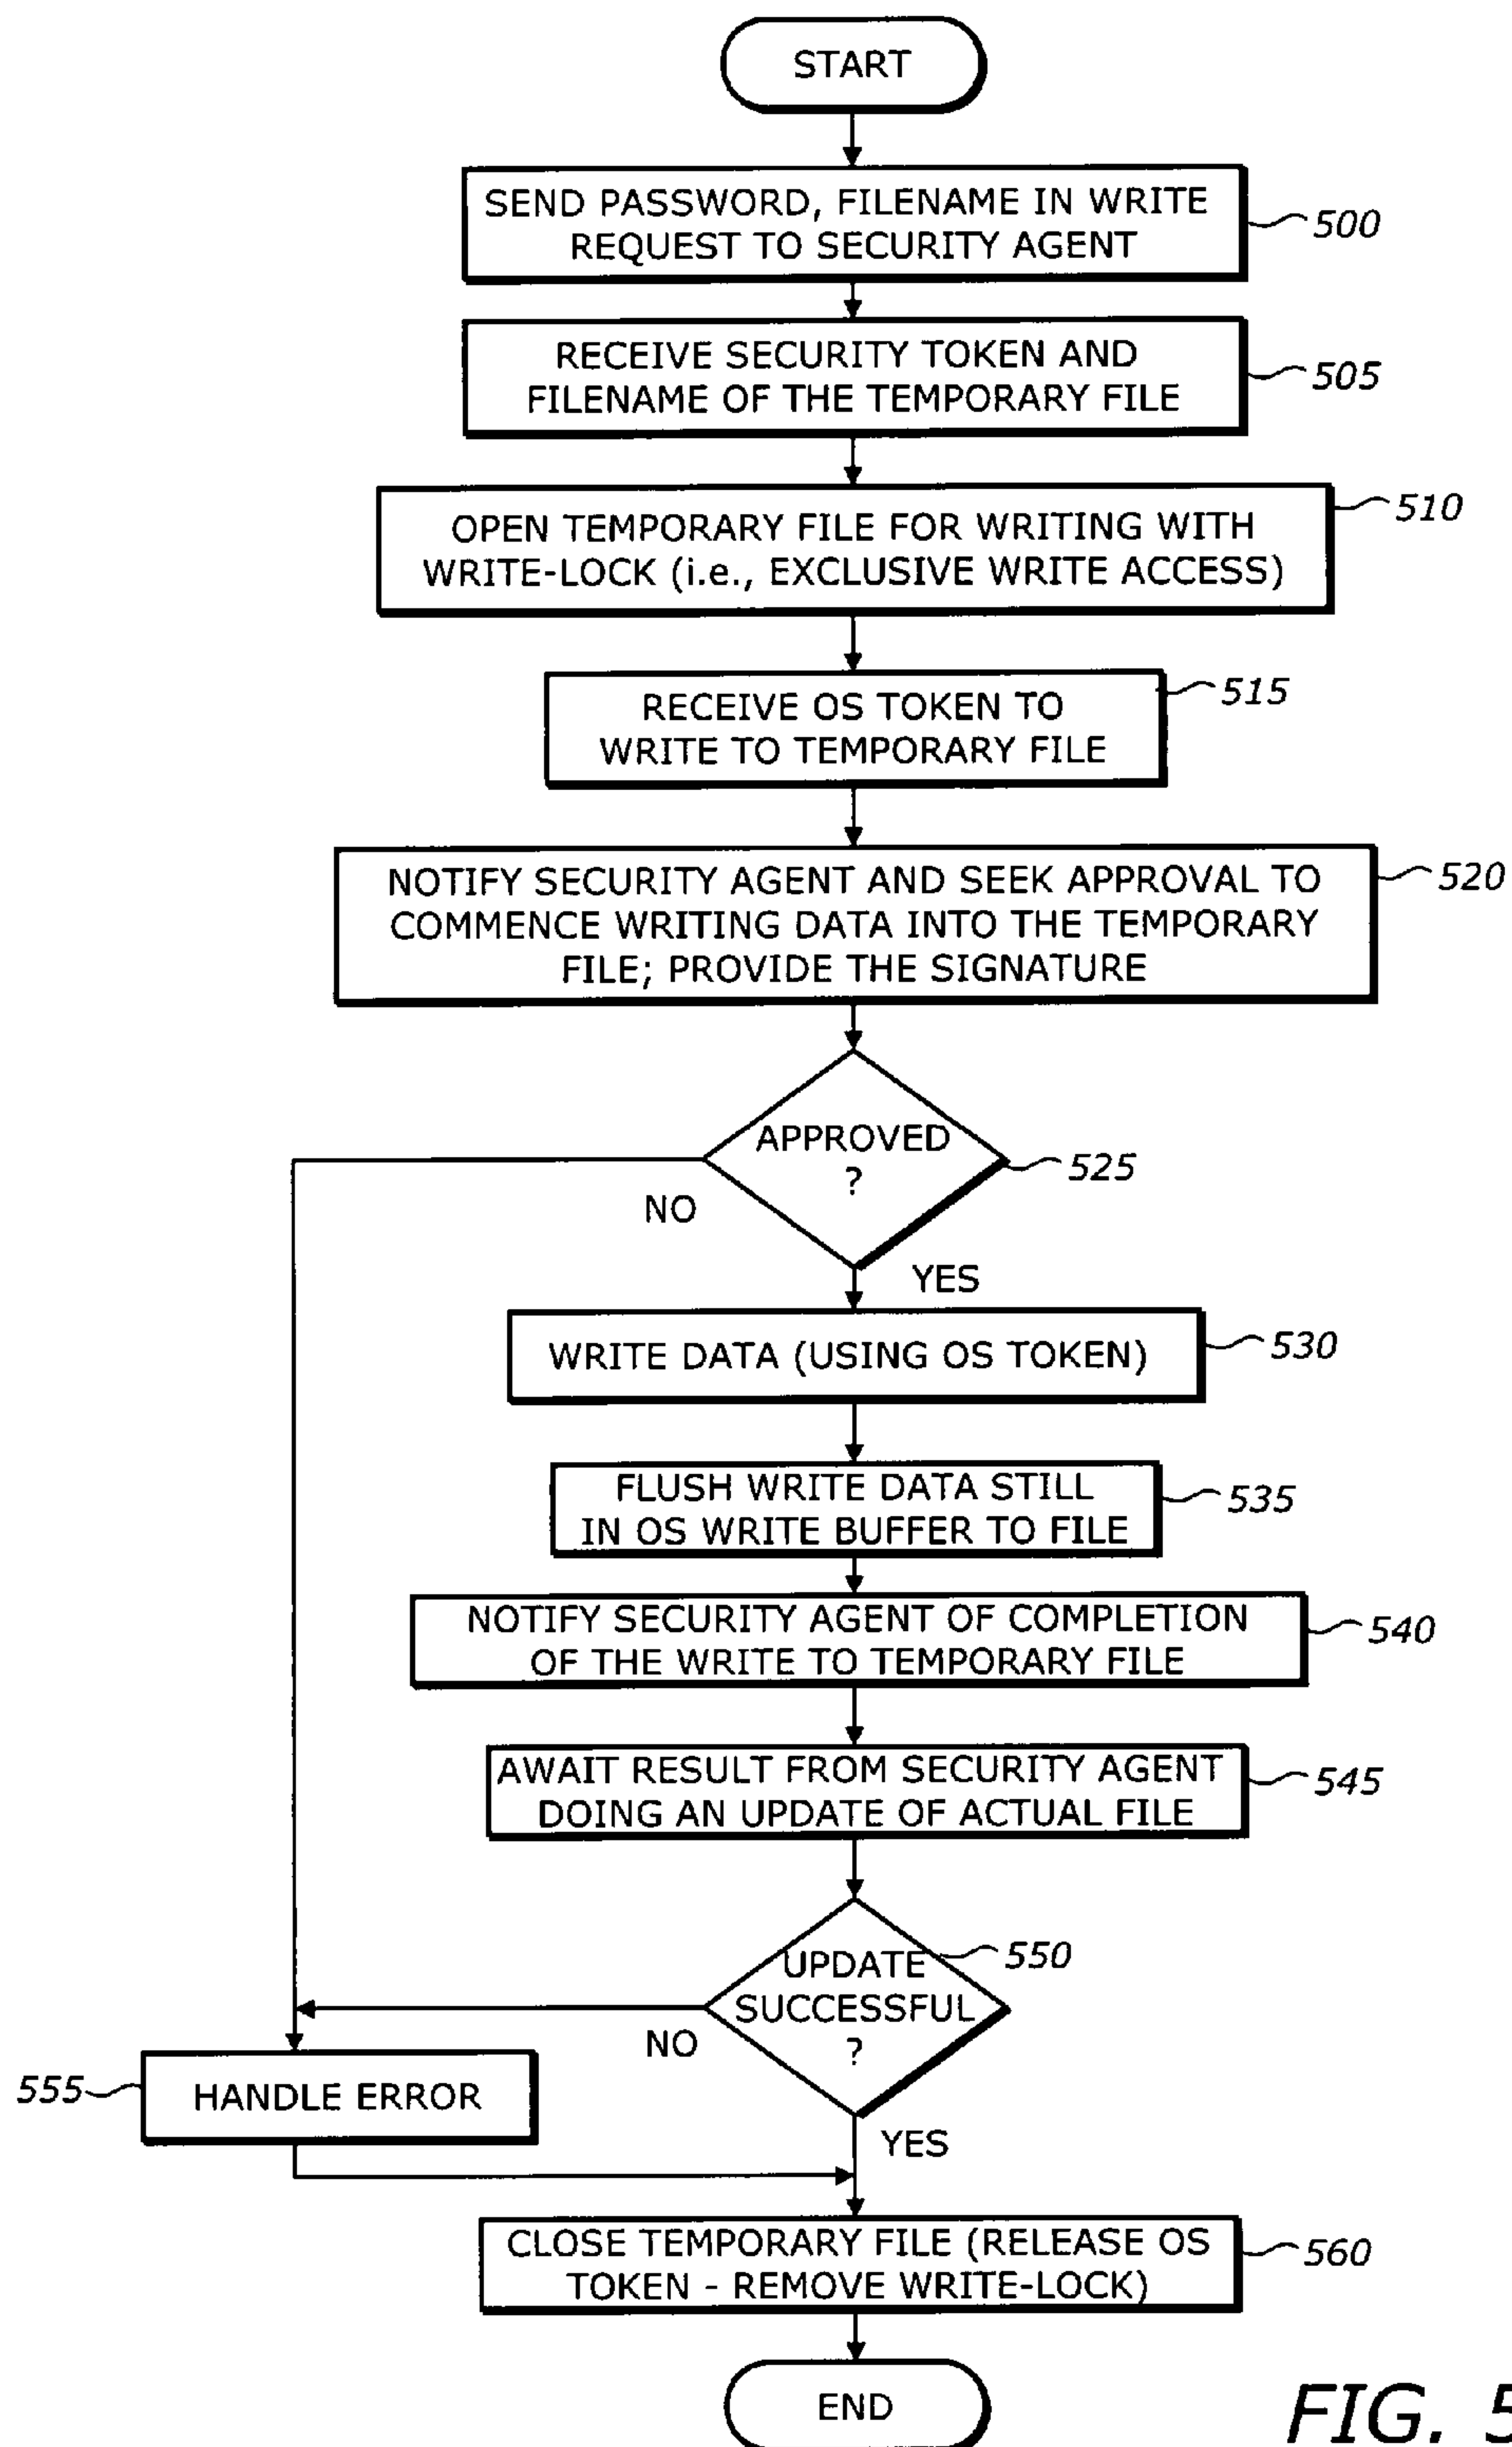 START
SEND PASSWORD, FILENAME IN WRITE
REQUEST TO SECURITY AGENT
500
RECEIVE SECURITY TOKEN AND
FILENAME OF THE TEMPORARY FILE
505
OPEN TEMPORARY FILE FOR WRITING WITH
WRITE-LOCK (i.e., EXCLUSIVE WRITE ACCESS)
510
RECEIVE OS TOKEN TO
WRITE TO TEMPORARY FILE
515
NOTIFY SECURITY AGENT AND SEEK APPROVAL TO
COMMENCE WRITING DATA INTO THE TEMPORARY
FILE; PROVIDE THE SIGNATURE
520
APPROVED
?
525
NO
YES
WRITE DATA (USING OS TOKEN)
530
FLUSH WRITE DATA STILL
IN OS WRITE BUFFER TO FILE
535
NOTIFY SECURITY AGENT OF COMPLETION
OF THE WRITE TO TEMPORARY FILE
540
AWAIT RESULT FROM SECURITY AGENT
DOING AN UPDATE OF ACTUAL FILE
545
UPDATE
SUCCESSFUL
?
550
NO
YES
555
HANDLE ERROR
CLOSE TEMPORARY FILE (RELEASE OS
TOKEN - REMOVE WRITE-LOCK)
560
END
FIG. 5